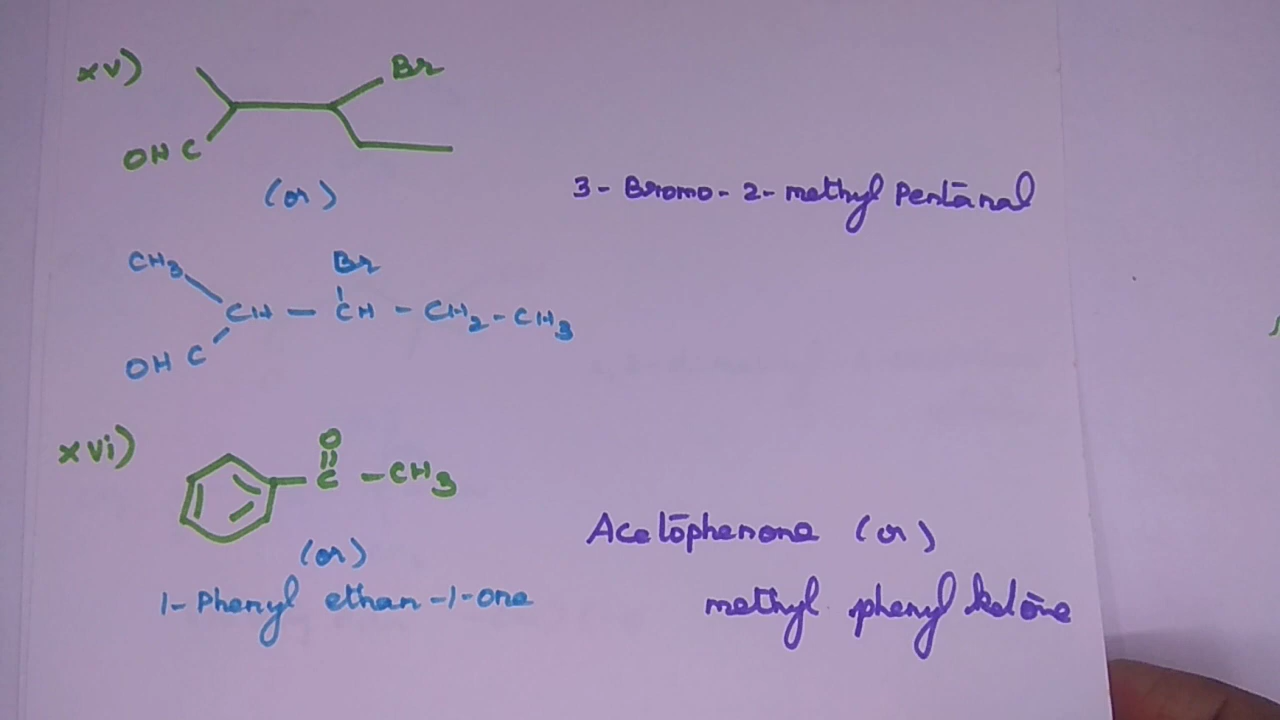 xv)
Br
OHC
(or)
3-Bromo-2-methyl Pentanal
CH3 Br
CH - CH - CH2 - CH3
OHC
xvi)
O
C - CH3
(or)
Acetophenone (or)
1-Phenyl ethan-1-one
methyl phenyl ketone